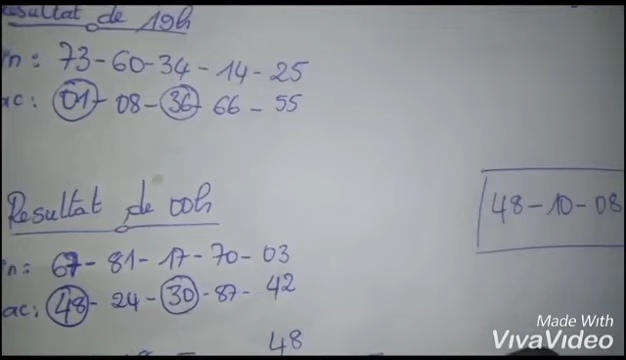 Resultat de 19h
n: 73-60-34-14-25
ac: 01-08-36-66-55
Resultat de 00h
48-10-08
n: 67-81-17-70-03
ac: 48-24-30-87-42
48
Made With
VivaVideo